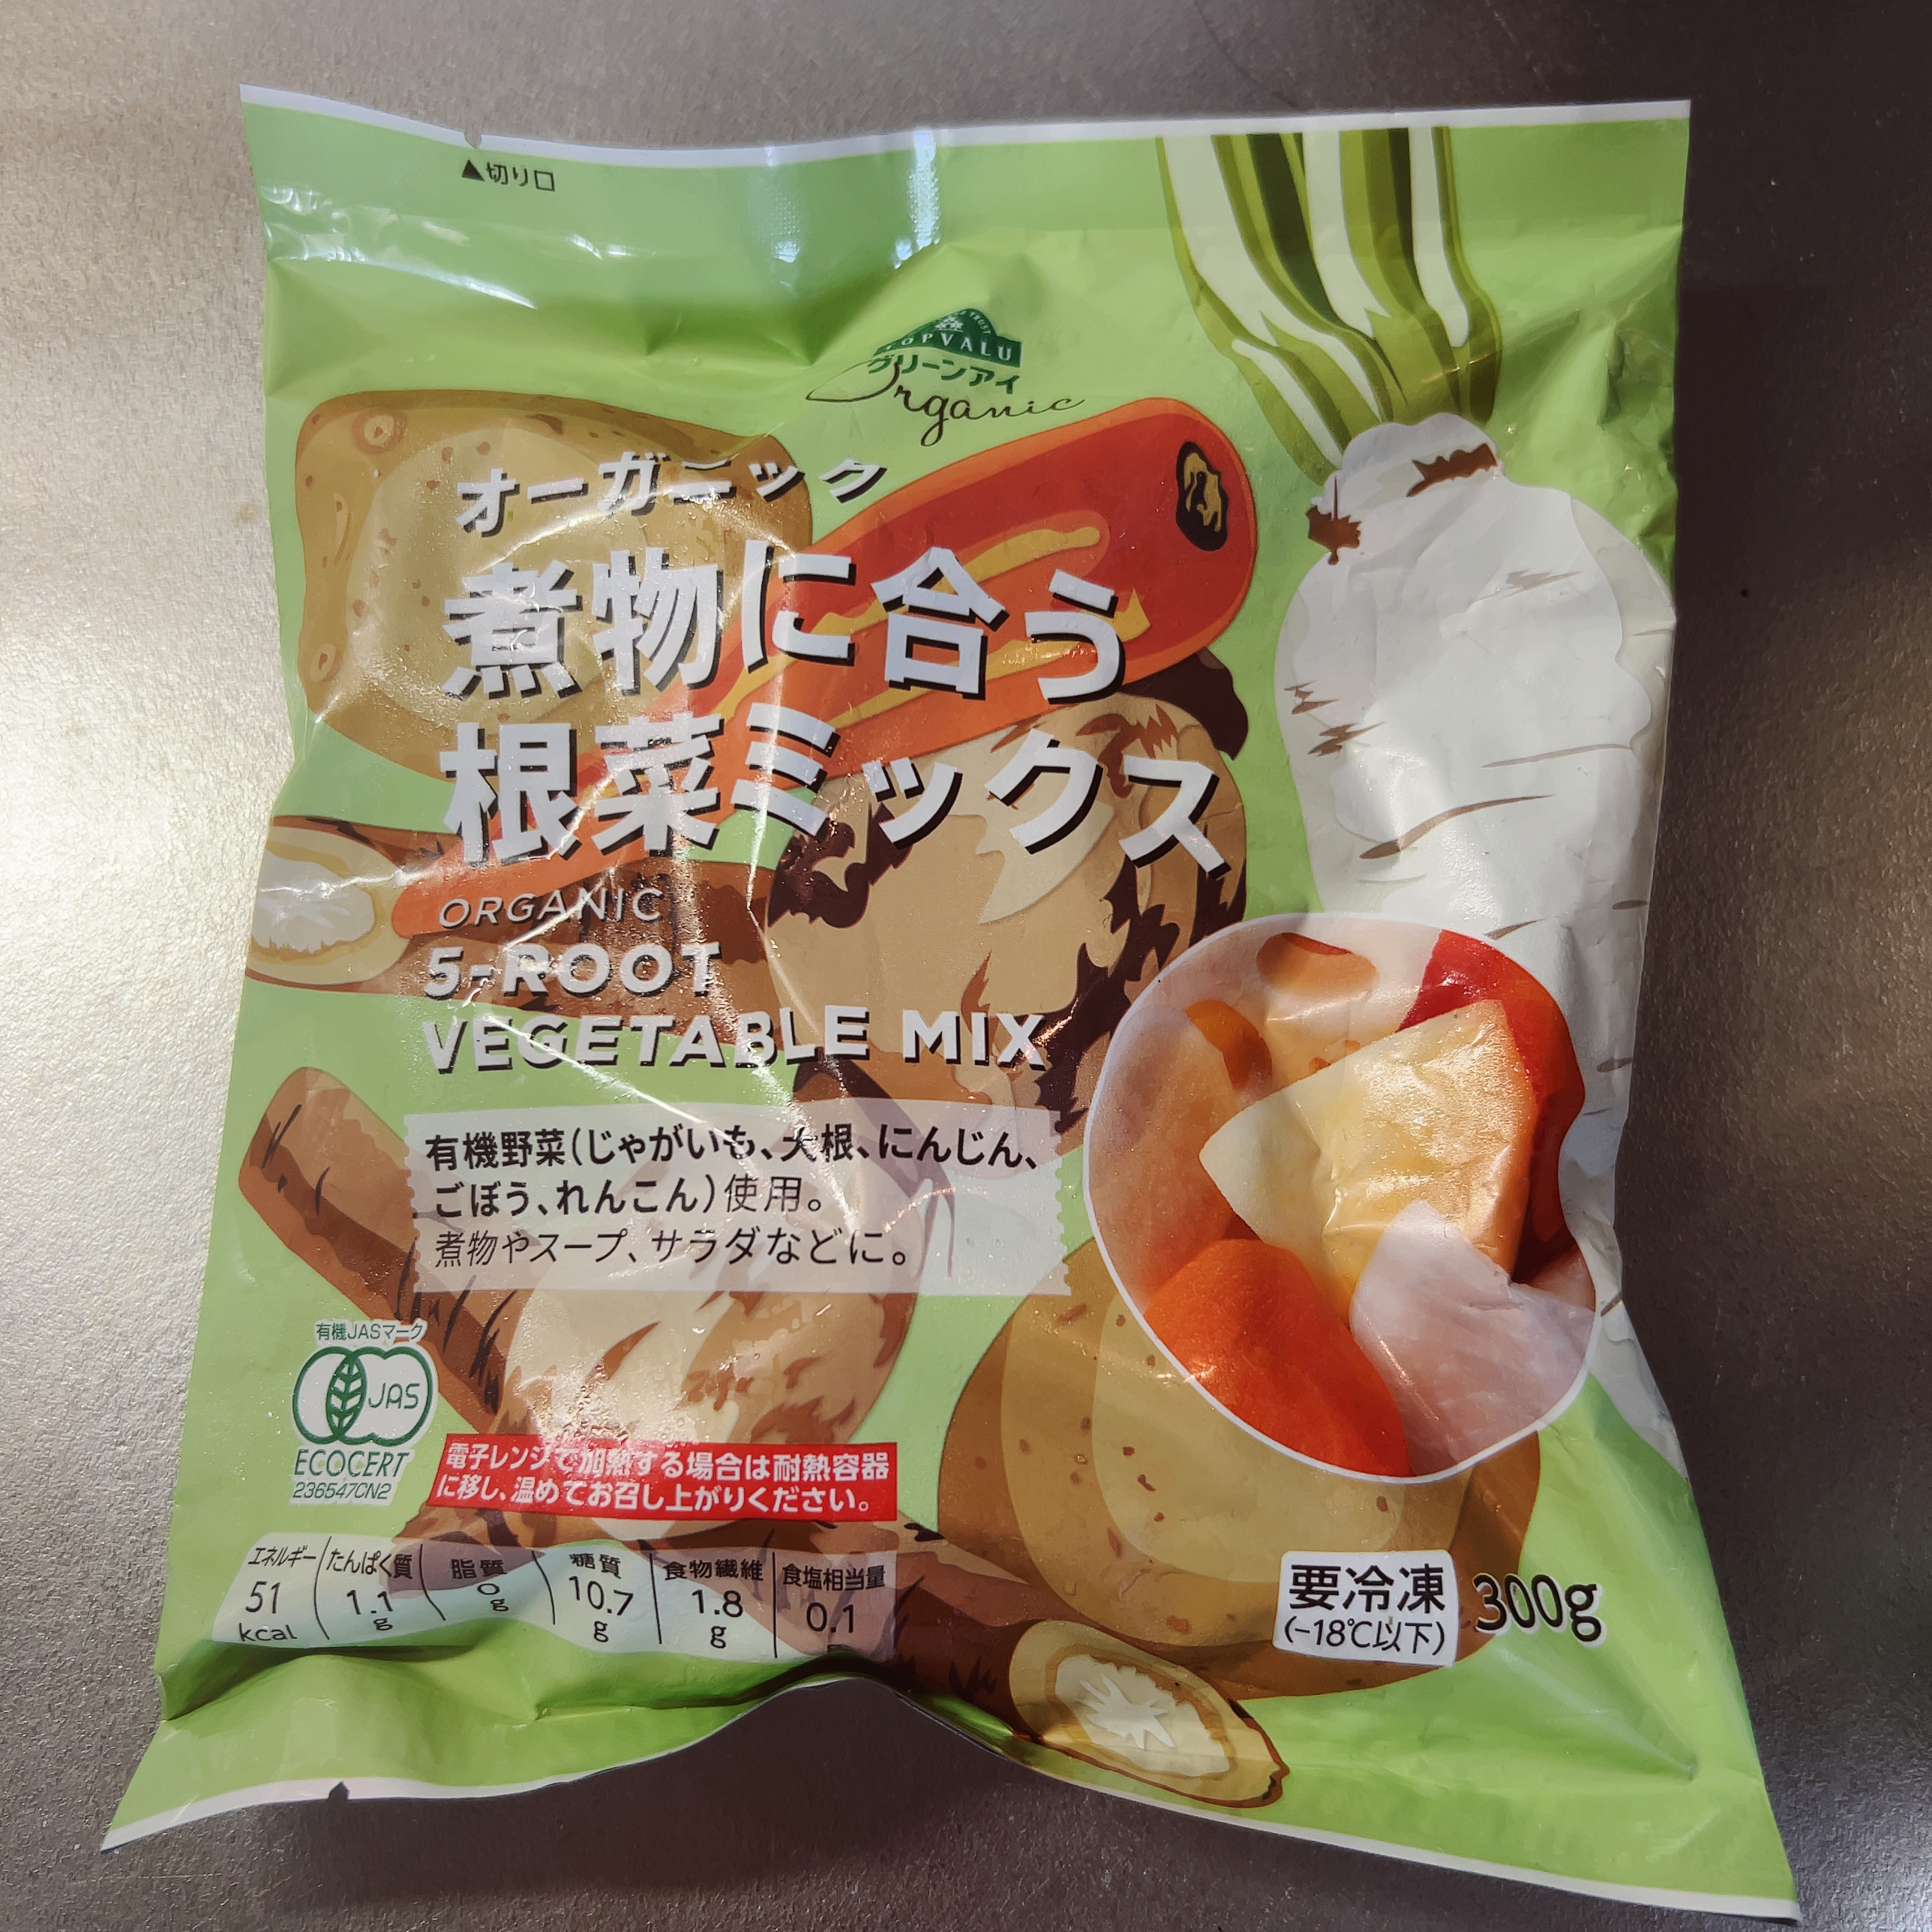 ▲切り口
TOPVALU
グリーンアイ
Organic
オーガニック
煮物に合う
根菜ミックス
ORGANIC
5-ROOT
VEGETABLE MIX
有機野菜(じゃがいも、大根、にんじん、
ごぼう、れんこん)使用。
煮物やスープ、サラダなどに。
有機JASマーク
JAS
ECOCERT
236547CN2
電子レンジで加熱する場合は耐熱容器
に移し、温めてお召し上がりください。
エネルギー たんぱく質 脂質 糖質 食物繊維 食塩相当量
51 1.1 0 10.7 1.8 0.1
kcal g g g g
要冷凍 300g
(-18℃以下)